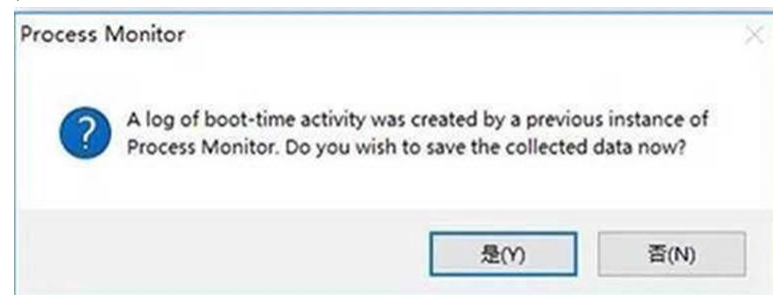 Process Monitor
A log of boot-time activity was created by a previous instance of
Process Monitor. Do you wish to save the collected data now?
是(Y)
否(N)